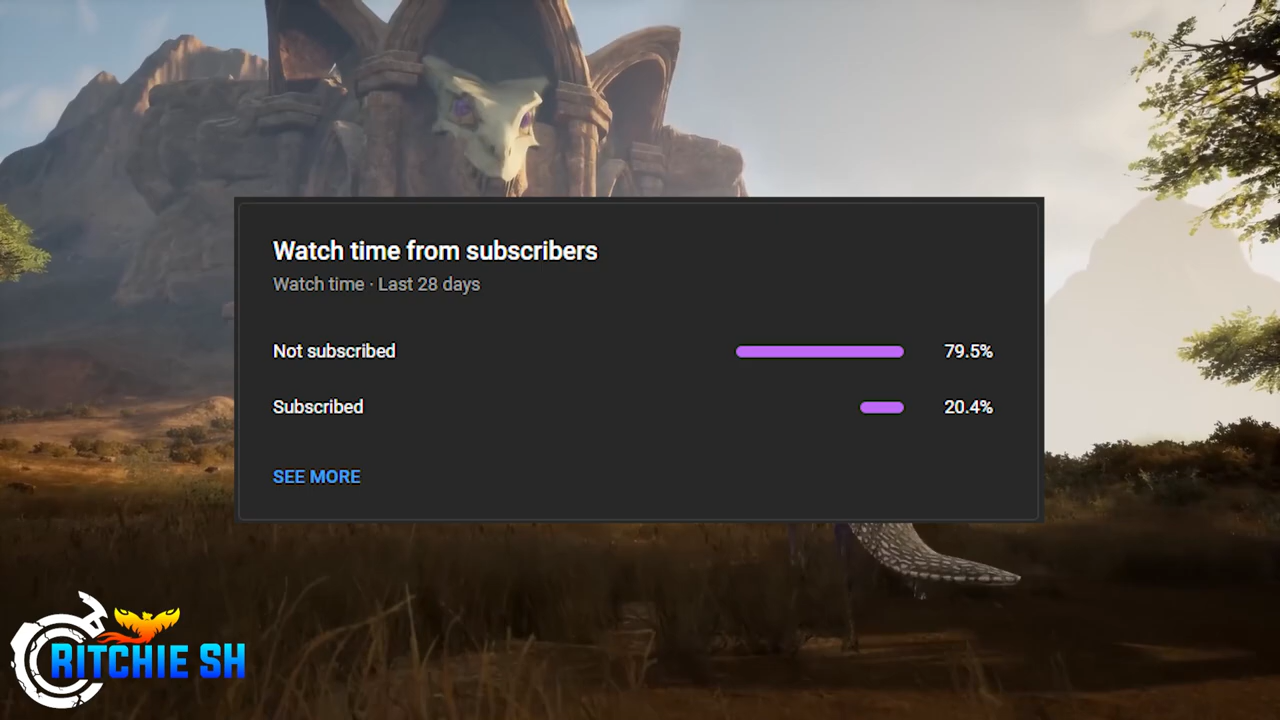 Watch time from subscribers
Watch time · Last 28 days
Not subscribed 79.5%
Subscribed 20.4%
SEE MORE
RITCHIE SH